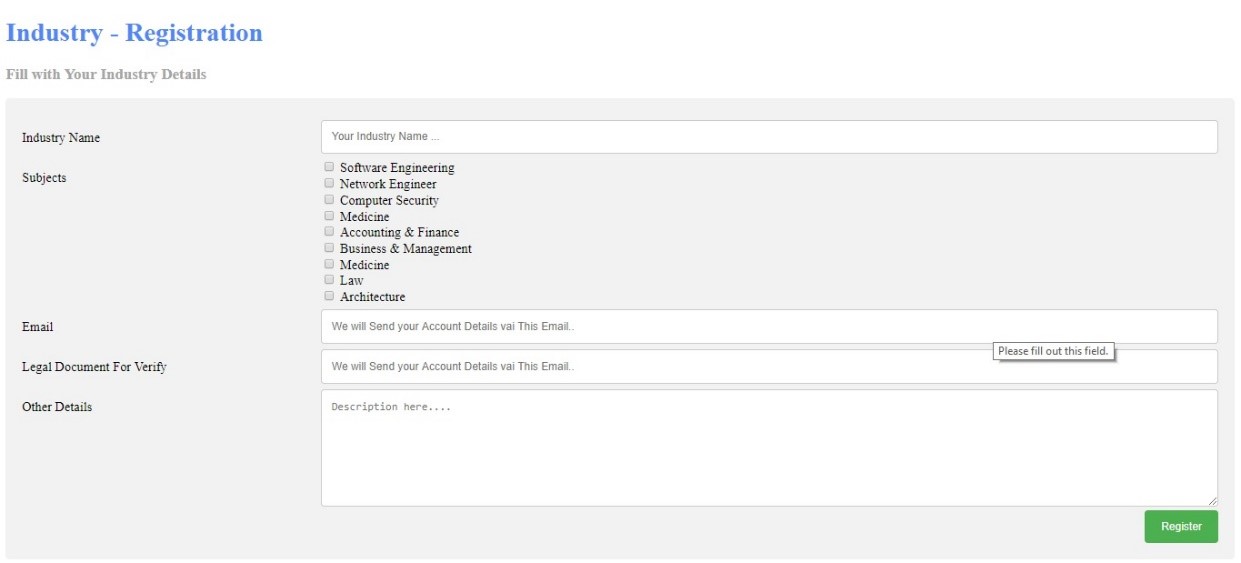 Industry - Registration
Fill with Your Industry Details
Industry Name
Your Industry Name ...
Subjects
Software Engineering
Network Engineer
Computer Security
Medicine
Accounting & Finance
Business & Management
Medicine
Law
Architecture
Email
We will Send your Account Details vai This Email..
Please fill out this field.
Legal Document For Verify
We will Send your Account Details vai This Email..
Other Details
Description here....
Register